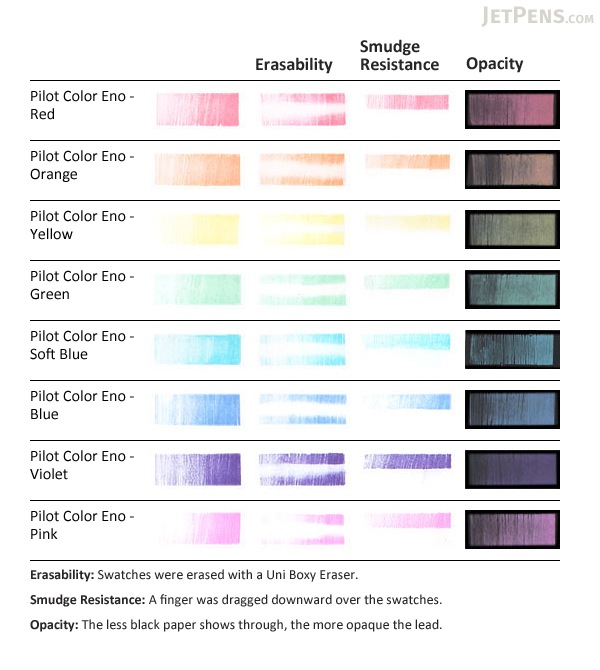 JETPENS.COM
Erasability
Smudge
Resistance
Opacity
Pilot Color Eno -
Red
Pilot Color Eno -
Orange
Pilot Color Eno -
Yellow
Pilot Color Eno -
Green
Pilot Color Eno -
Soft Blue
Pilot Color Eno -
Blue
Pilot Color Eno -
Violet
Pilot Color Eno -
Pink
Erasability: Swatches were erased with a Uni Boxy Eraser.
Smudge Resistance: A finger was dragged downward over the swatches.
Opacity: The less black paper shows through, the more opaque the lead.